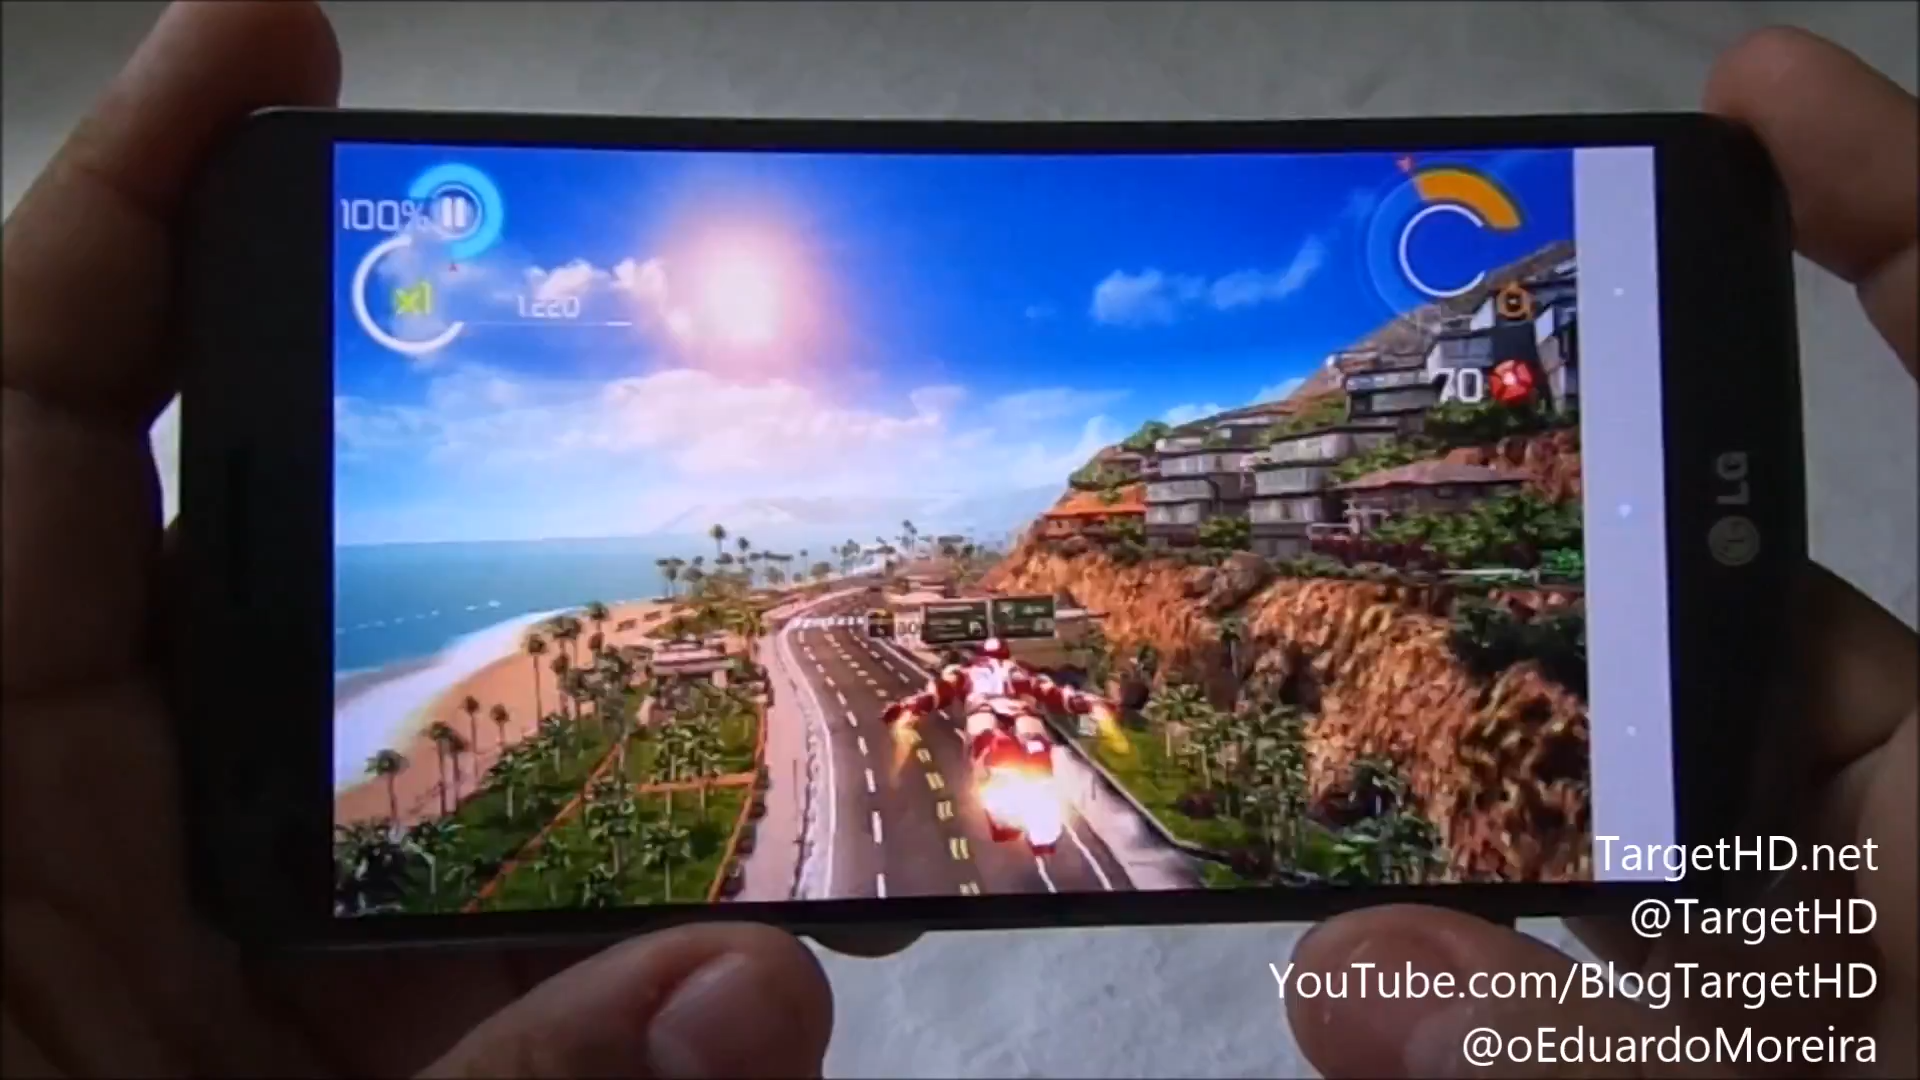 100%
x1
1.220
70
LG
TargetHD.net
@TargetHD
YouTube.com/BlogTargetHD
@oEduardoMoreira